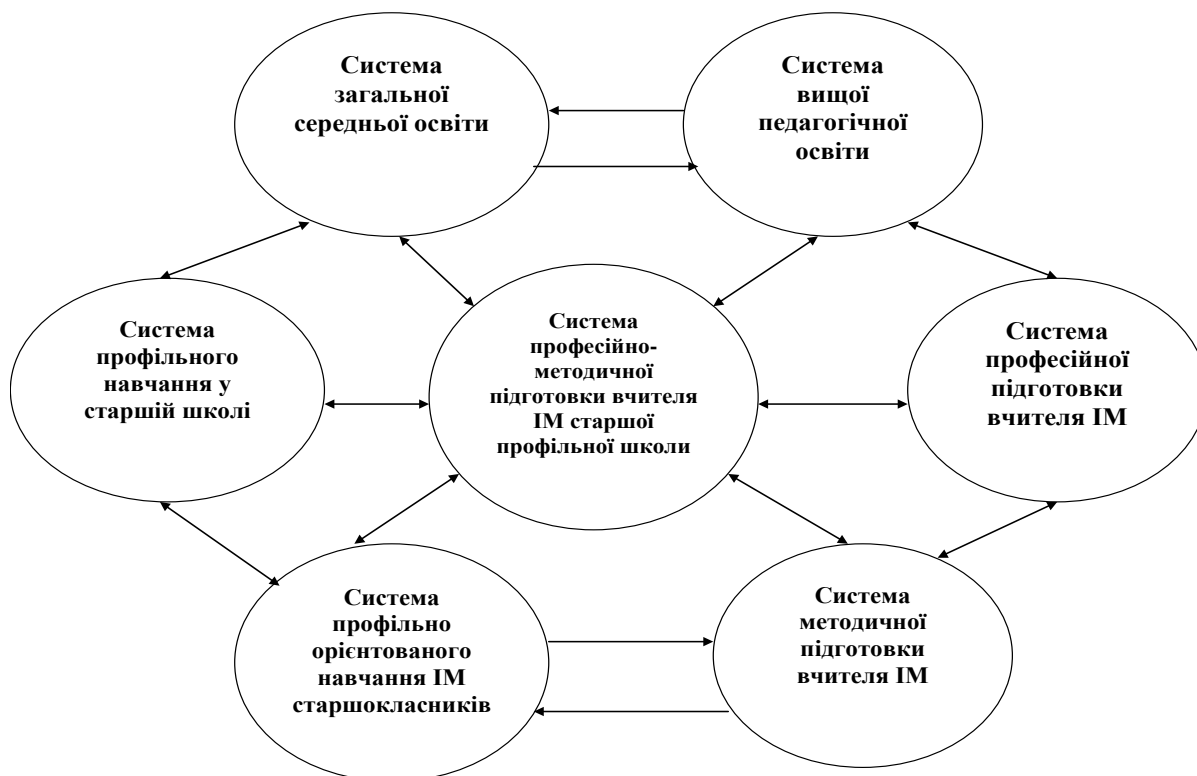 Система
загальної
середньої освіти
Система
вищої
педагогічної
освіти
Система
профільного
навчання у
старшій школі
Система
професійно-
методичної
підготовки вчителя
ІМ старшої
профільної школи
Система
професійної
підготовки
вчителя ІМ
Система
профільно
орієнтованого
навчання ІМ
старшокласників
Система
методичної
підготовки
вчителя ІМ